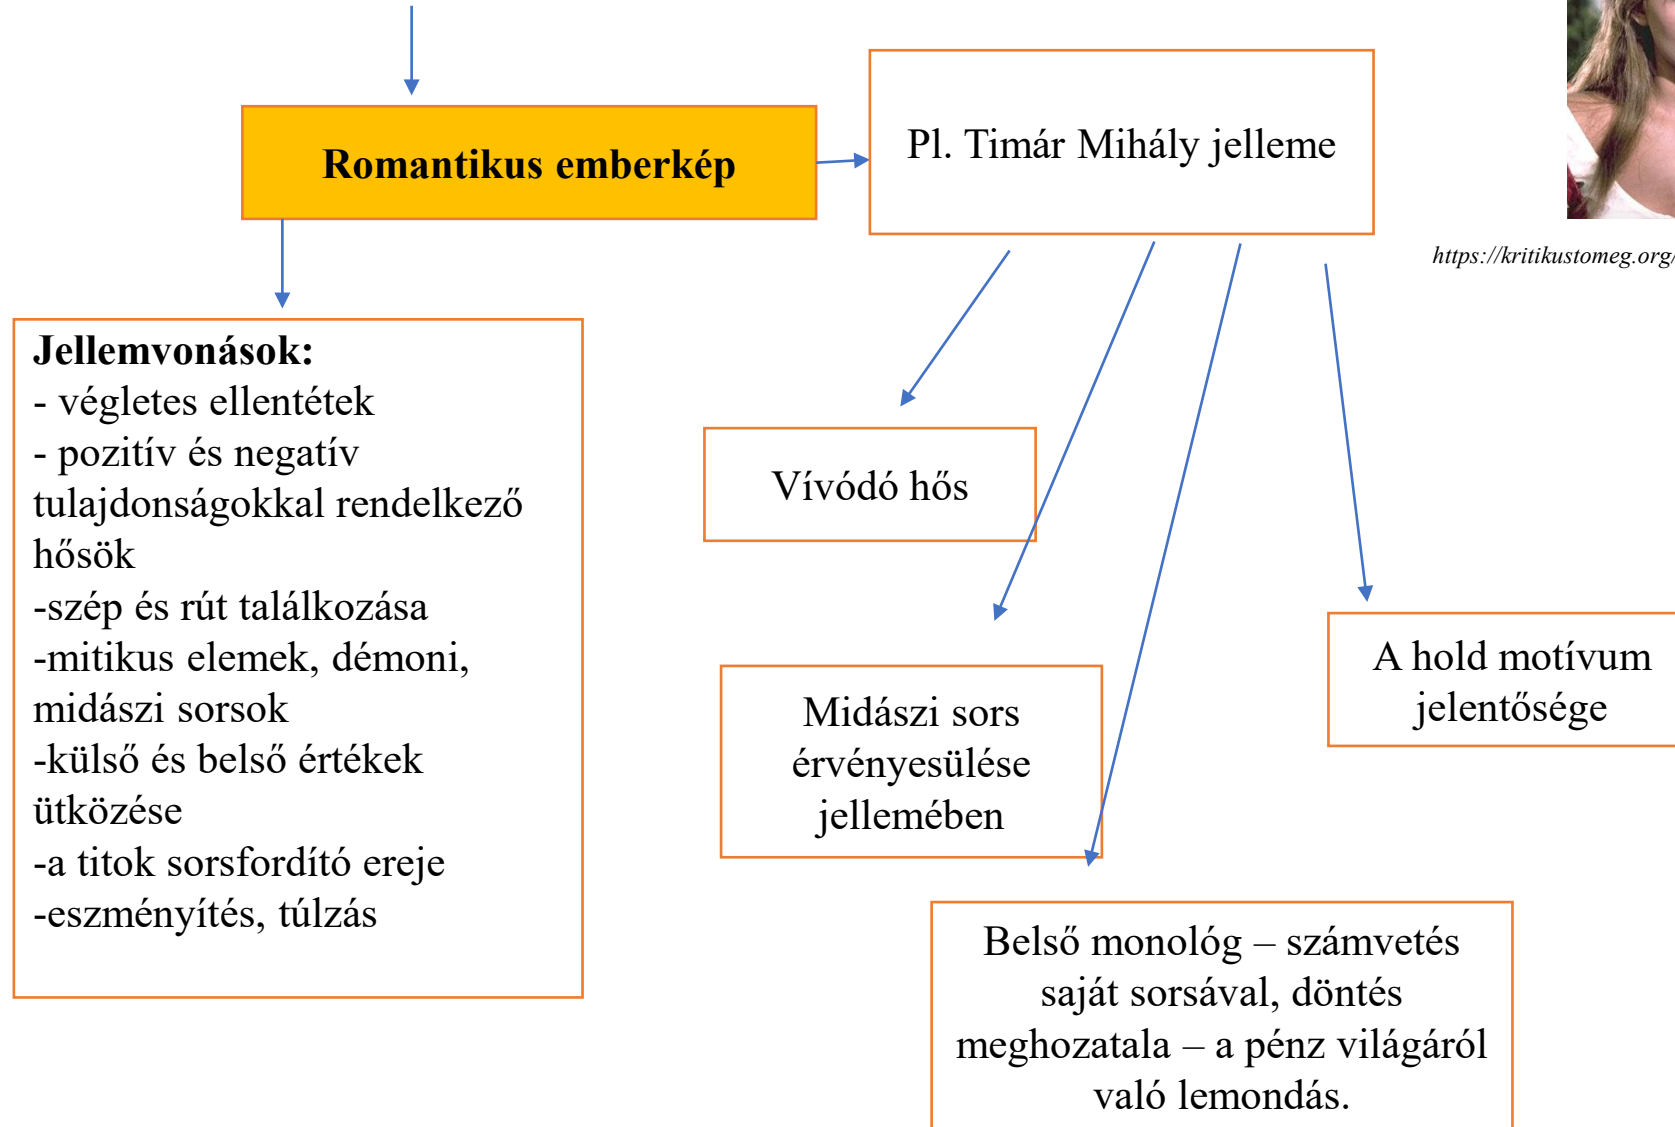 Romantikus emberkép
Pl. Timár Mihály jelleme
https://kritikustomeg.org/
Jellemvonások:
- végletes ellentétek
- pozitív és negatív
tulajdonságokkal rendelkező
hősök
-szép és rút találkozása
-mitikus elemek, démoni,
midászi sorsok
-külső és belső értékek
ütközése
-a titok sorsfordító ereje
-eszményítés, túlzás
Vívódó hős
Midászi sors
érvényesülése
jellemében
A hold motívum
jelentősége
Belső monológ – számvetés
saját sorsával, döntés
meghozatala – a pénz világáról
való lemondás.